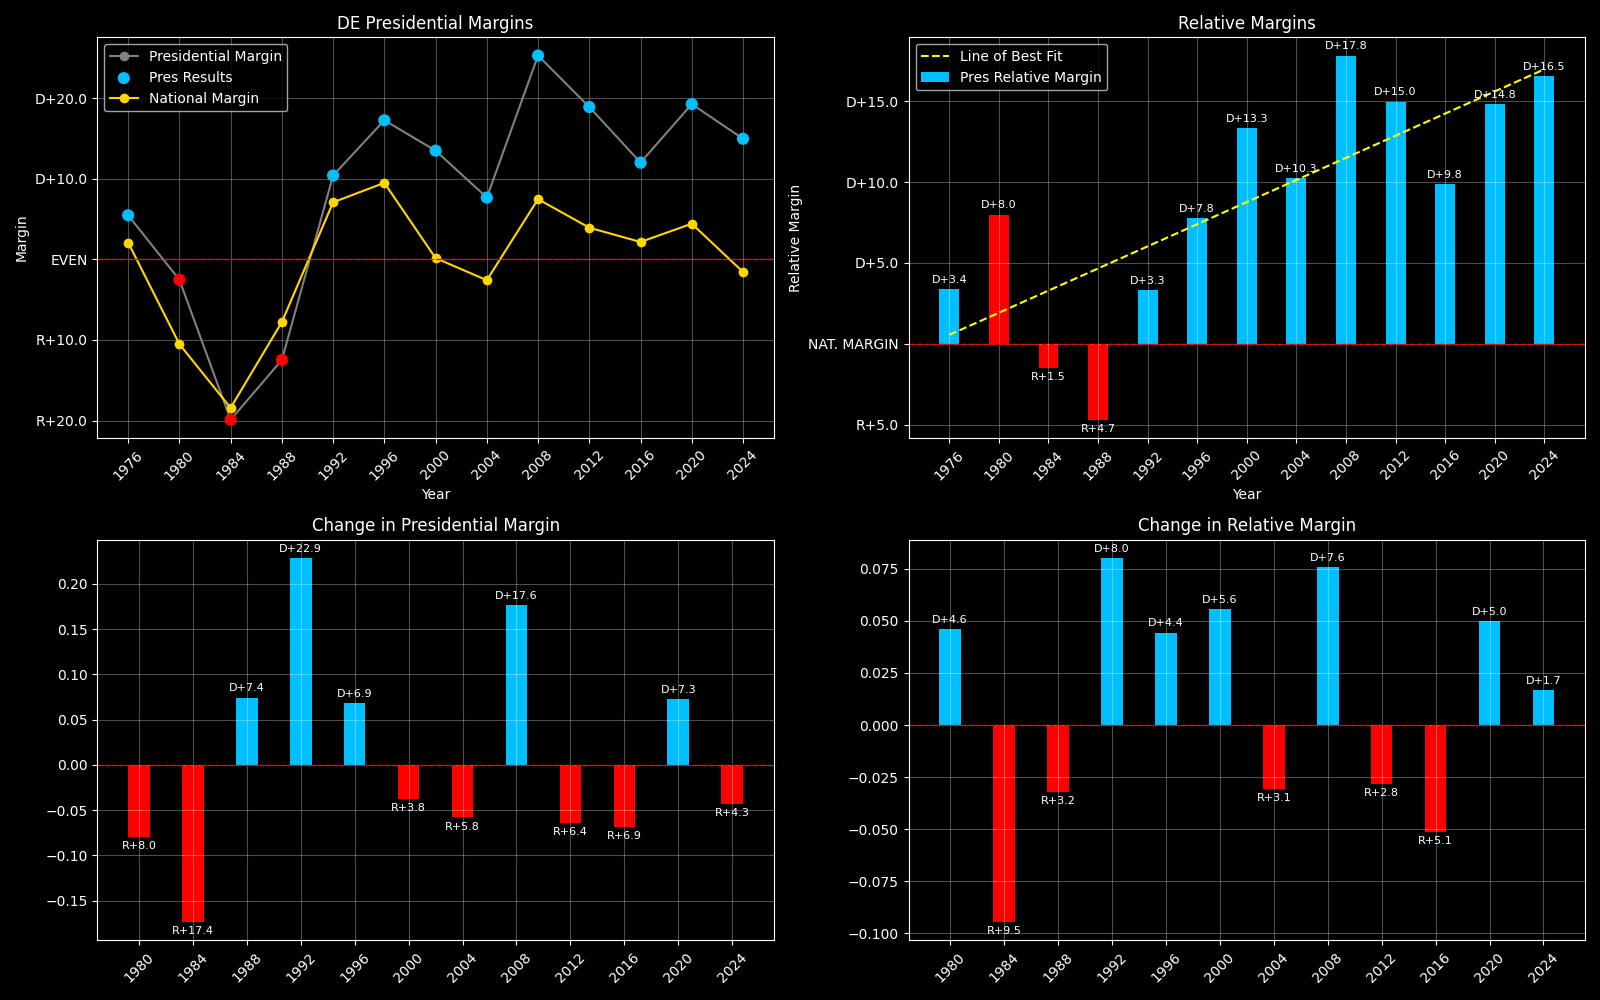 DE Presidential Margins
Presidential Margin
Pres Results
National Margin
D+20.0
D+10.0
EVEN
R+10.0
R+20.0
Margin
1976 1980 1984 1988 1992 1996 2000 2004 2008 2012 2016 2020 2024
Year
Relative Margins
Line of Best Fit
Pres Relative Margin
D+15.0
D+10.0
D+5.0
NAT. MARGIN
R+5.0
Relative Margin
D+3.4
D+8.0
R+1.5
R+4.7
D+3.3
D+7.8
D+13.3
D+10.3
D+17.8
D+15.0
D+9.8
D+14.8
D+16.5
1976 1980 1984 1988 1992 1996 2000 2004 2008 2012 2016 2020 2024
Year
Change in Presidential Margin
0.20
0.15
0.10
0.05
0.00
−0.05
−0.10
−0.15
R+8.0
R+17.4
D+7.4
D+22.9
D+6.9
R+3.8
R+5.8
D+17.6
R+6.4
R+6.9
D+7.3
R+4.3
1980 1984 1988 1992 1996 2000 2004 2008 2012 2016 2020 2024
Change in Relative Margin
0.075
0.050
0.025
0.000
−0.025
−0.050
−0.075
−0.100
D+4.6
R+9.5
R+3.2
D+8.0
D+4.4
D+5.6
R+3.1
D+7.6
R+2.8
R+5.1
D+5.0
D+1.7
1980 1984 1988 1992 1996 2000 2004 2008 2012 2016 2020 2024